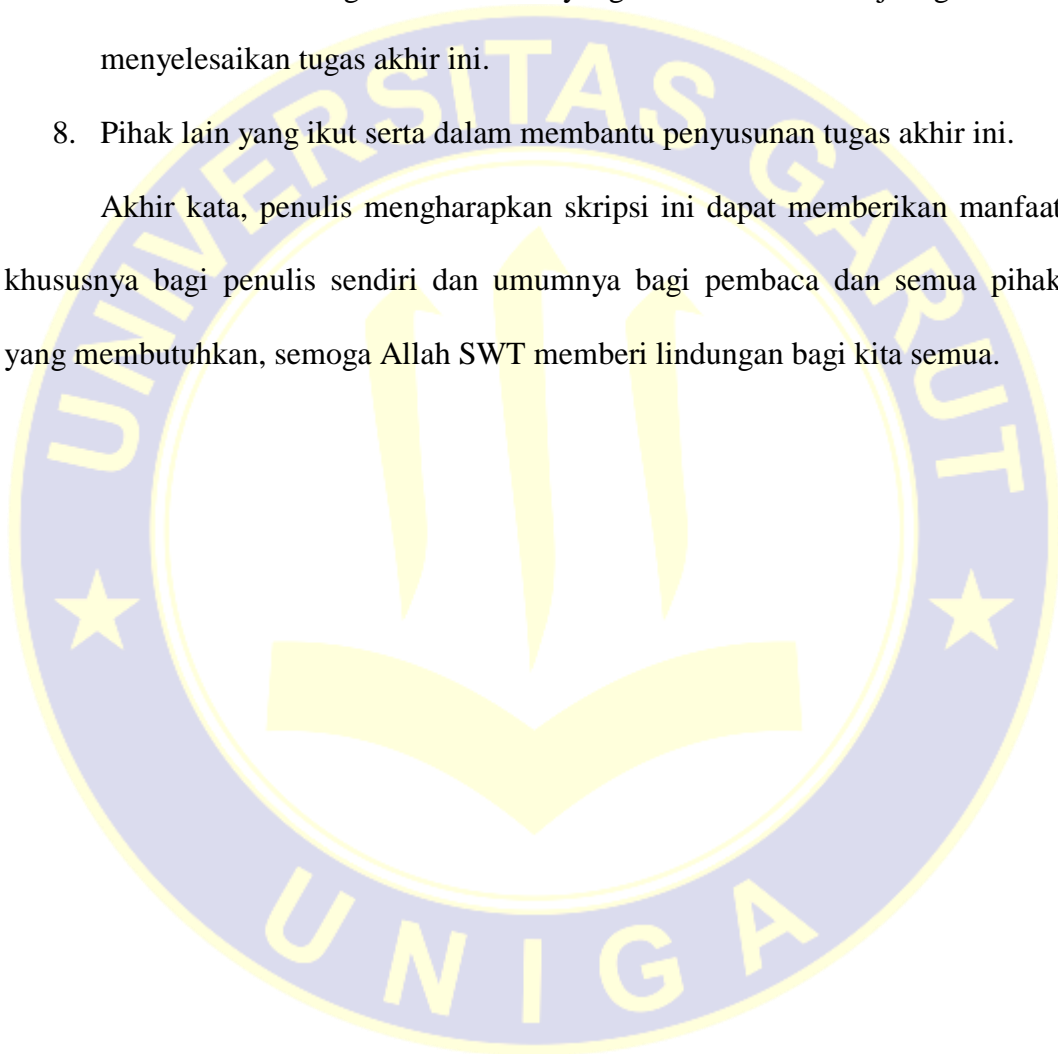 menyelesaikan tugas akhir ini.
8. Pihak lain yang ikut serta dalam membantu penyusunan tugas akhir ini.
Akhir kata, penulis mengharapkan skripsi ini dapat memberikan manfaat
khususnya bagi penulis sendiri dan umumnya bagi pembaca dan semua pihak
yang membutuhkan, semoga Allah SWT memberi lindungan bagi kita semua.
UNIVERSITAS GARUT
UNIGA